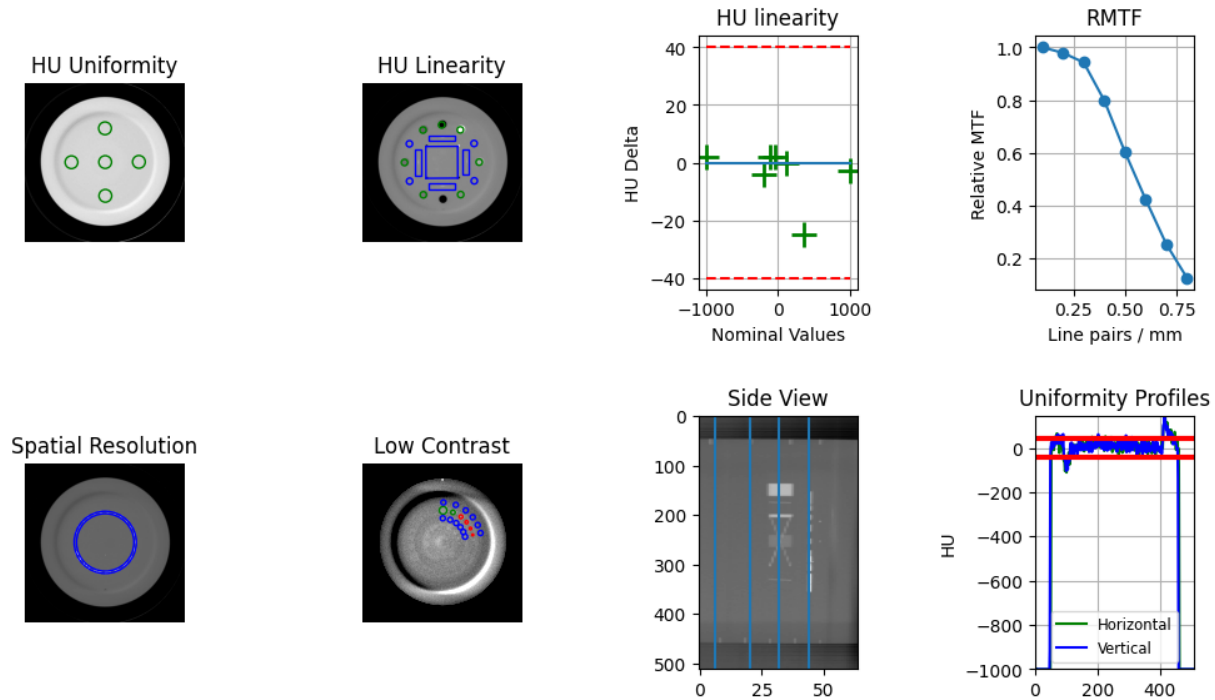 HU Uniformity
HU Linearity
HU linearity
40
20
0
−20
−40
HU Delta
−1000
0
1000
Nominal Values
RMTF
1.0
0.8
0.6
0.4
0.2
Relative MTF
0.25
0.50
0.75
Line pairs / mm
Spatial Resolution
Low Contrast
Side View
0
100
200
300
400
500
0
25
50
Uniformity Profiles
0
−200
−400
−600
−800
−1000
HU
Horizontal
Vertical
0
200
400